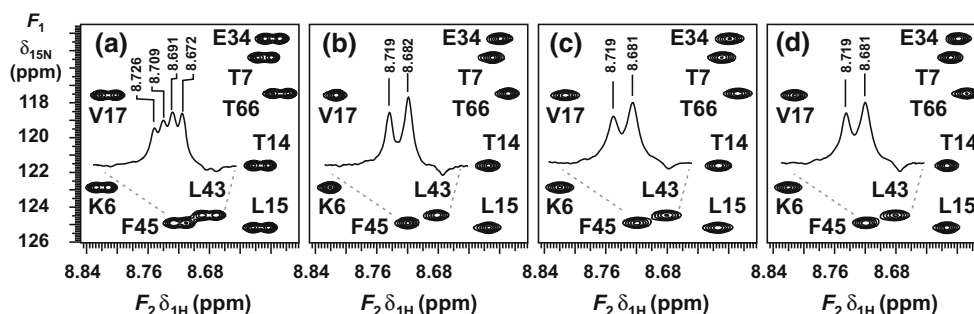 F1
δ15N
(ppm)
116
118
120
122
124
126
(a)
8.726
8.709
8.691
8.672
E34
T7
V17
T66
T14
K6
L43
F45
L15
8.84 8.76 8.68
F2 δ1H (ppm)
(b)
8.719
8.682
E34
T7
V17
T66
T14
K6
L43
F45
L15
8.84 8.76 8.68
F2 δ1H (ppm)
(c)
8.719
8.681
E34
T7
V17
T66
T14
K6
L43
F45
L15
8.84 8.76 8.68
F2 δ1H (ppm)
(d)
8.719
8.681
E34
T7
V17
T66
T14
K6
L43
F45
L15
8.84 8.76 8.68
F2 δ1H (ppm)